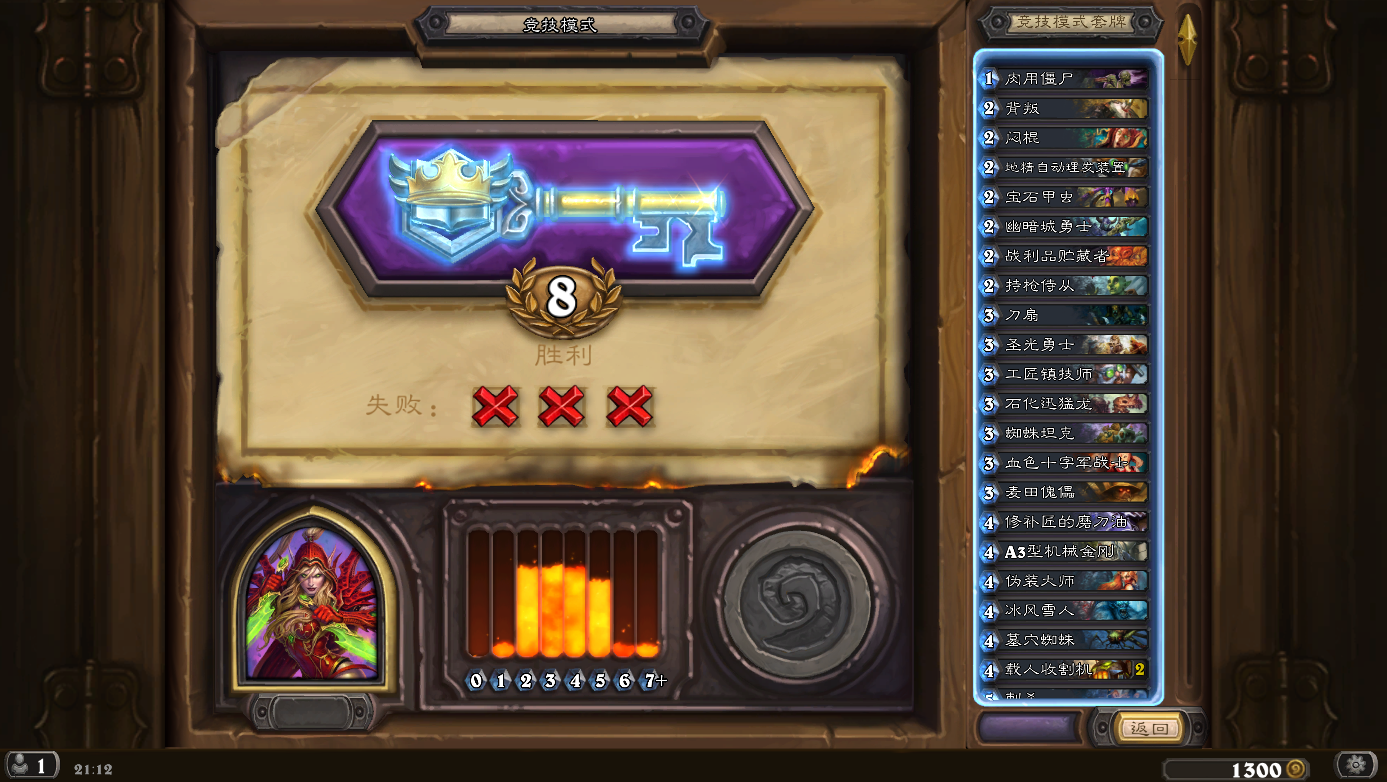 竞技模式
竞技模式套牌
8
胜利
失败：
0 1 2 3 4 5 6 7+
1 肉用僵尸
2 背叛
2 闷棍
2 地精自动理发装置
2 宝石甲虫
2 幽暗城勇士
2 战利品贮藏者
2 持枪侍从
3 刀扇
3 圣光勇士
3 工匠镇技师
3 石化迅猛龙
3 蜘蛛坦克
3 血色十字军战士
3 麦田傀儡
4 修补匠的磨刀油
4 A3型机械金刚
4 伪装大师
4 冰风雪人
4 墓穴蜘蛛
4 载人收割机 2
5 刺杀
返回
1
21:12
1300